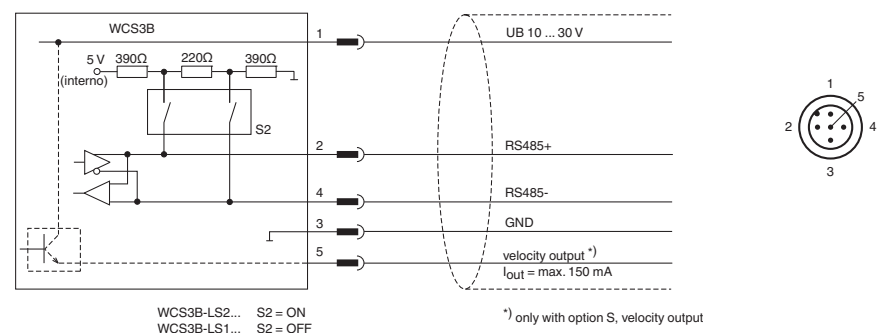 WCS3B
1
UB 10 ... 30 V
5 V 390Ω 220Ω 390Ω
(interno)
S2
2
RS485+
4
RS485-
3
GND
5
velocity output *)
Iout = max. 150 mA
WCS3B-LS2... S2 = ON
WCS3B-LS1... S2 = OFF
*) only with option S, velocity output
1
5
2
4
3